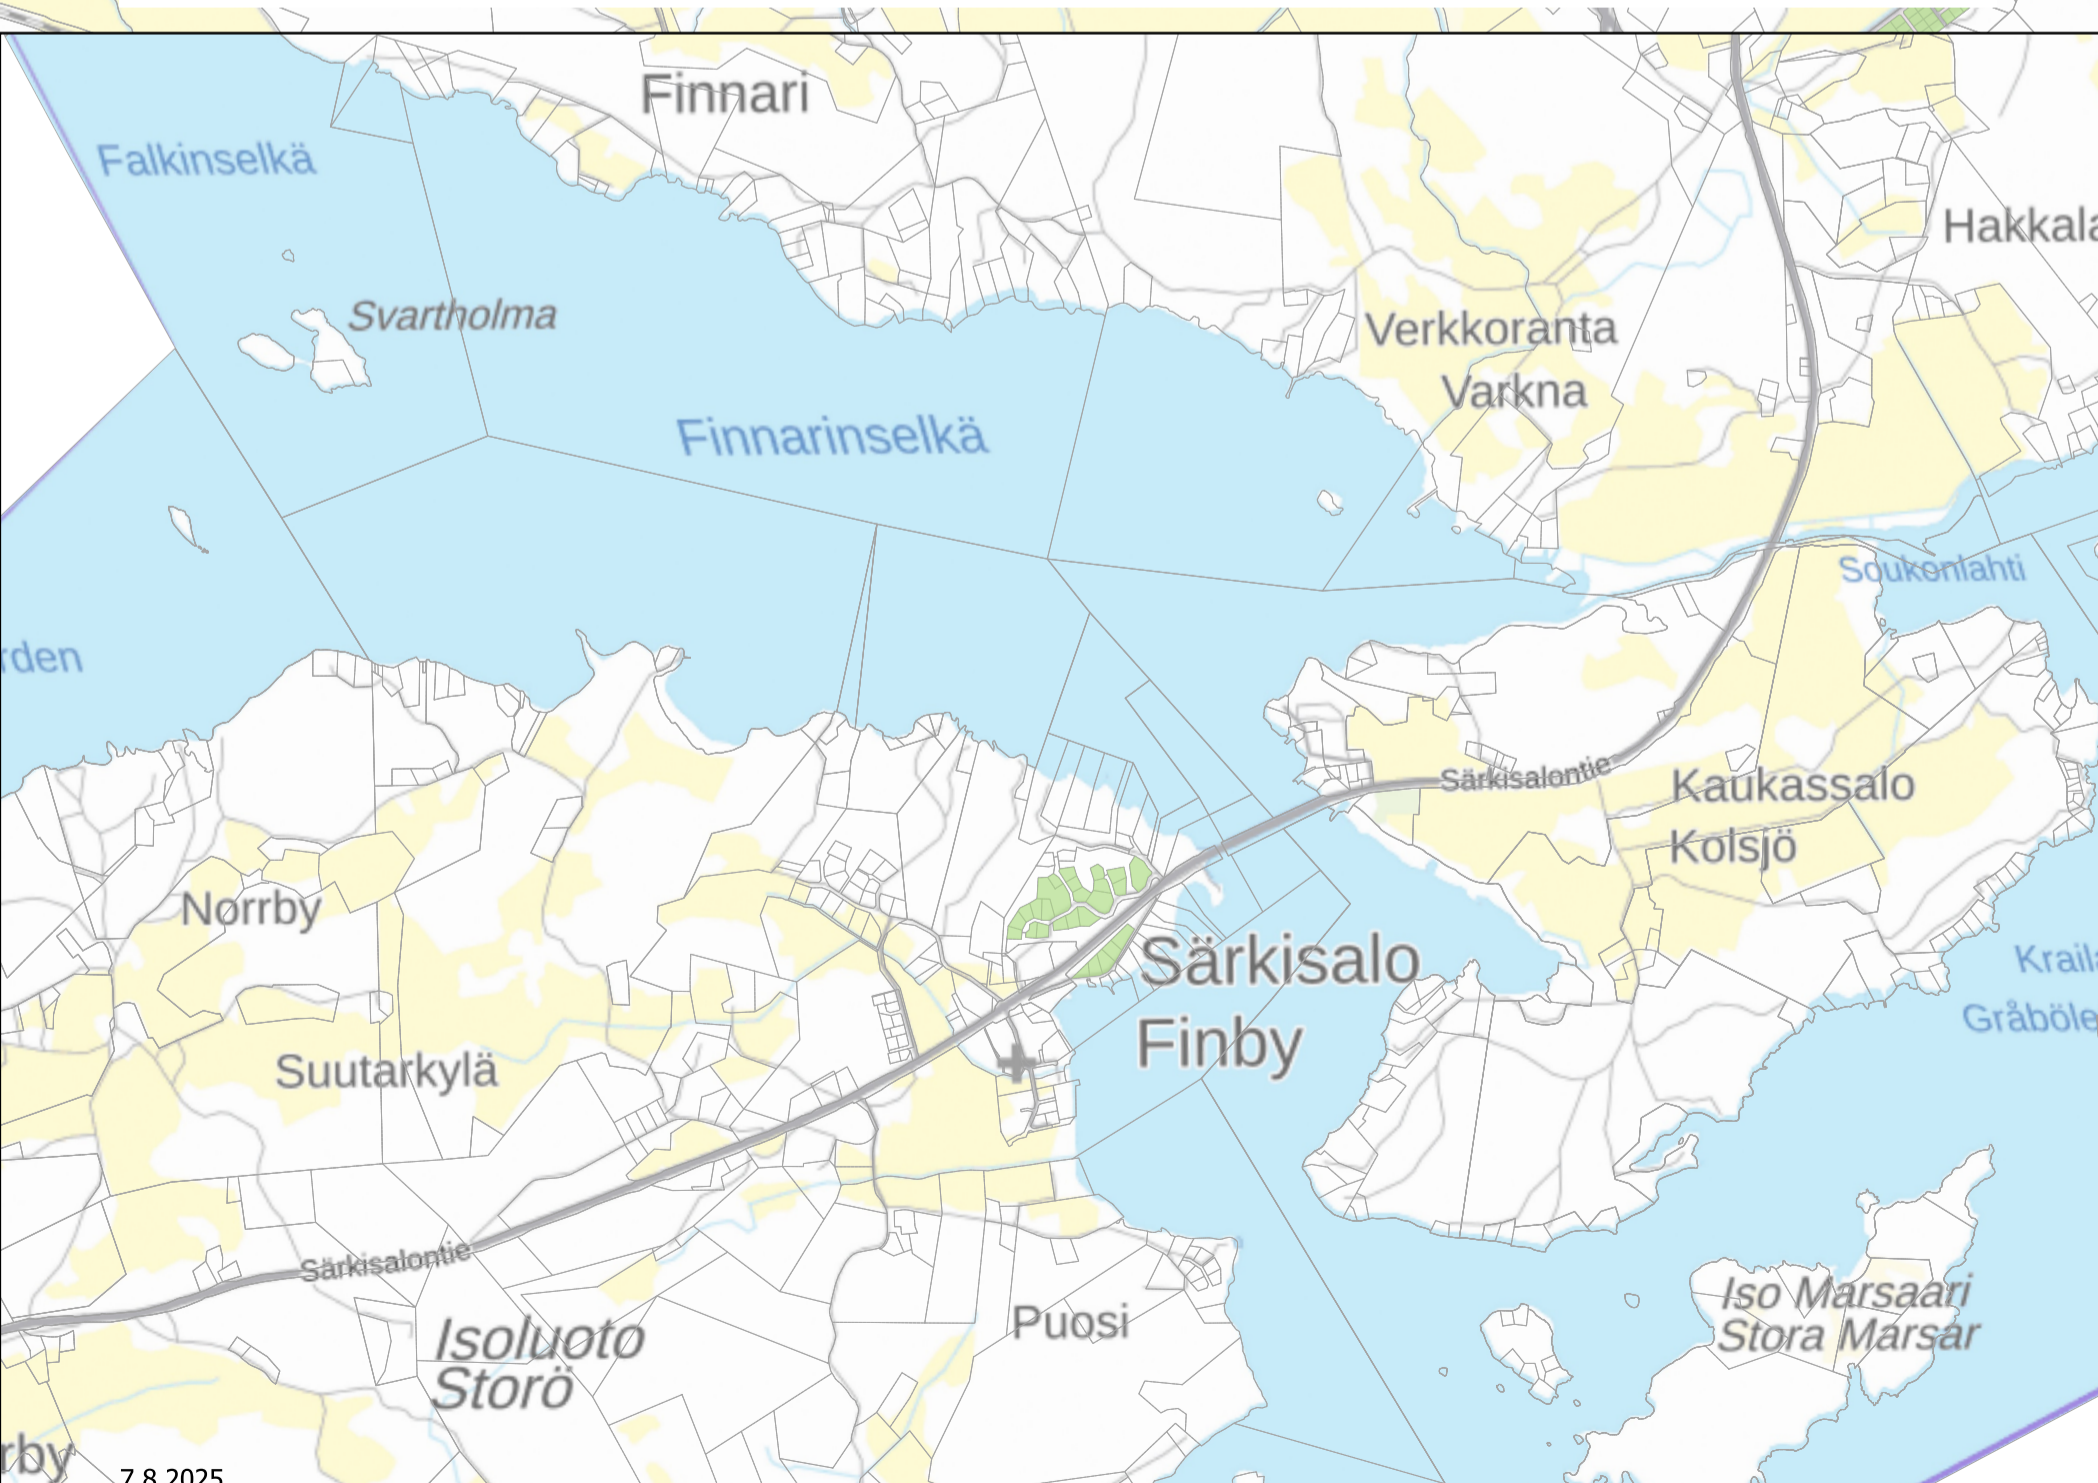 Finnari
Falkinselkä
Hakkala
Svartholma
Verkkoranta
Varkna
Finnarinselkä
Soukonlahti
rden
Särkisalontie
Kaukassalo
Kolsjö
Norrby
Särkisalo
Finby
Kraila
Gråböle
Suutarkylä
Särkisalontie
Iso Marsaari
Stora Marsar
Puosi
Isoluoto
Storö
rby
7.8.2025